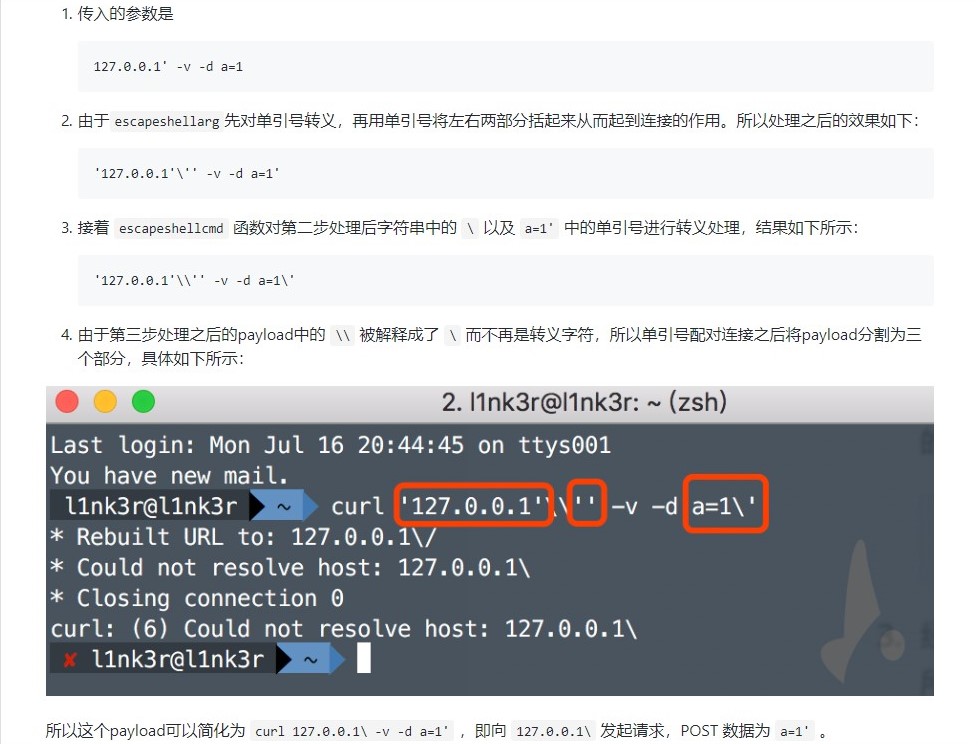 1. 传入的参数是
127.0.0.1' -v -d a=1
2. 由于 escapeshellarg 先对单引号转义，再用单引号将左右两部分括起来从而起到连接的作用。所以处理之后的效果如下：
'127.0.0.1'\'' -v -d a=1'
3. 接着 escapeshellcmd 函数对第二步处理后字符串中的 \ 以及 a=1' 中的单引号进行转义处理，结果如下所示：
'127.0.0.1'\\'' -v -d a=1\'
4. 由于第三步处理之后的payload中的 \\ 被解释成了 \ 而不再是转义字符，所以单引号配对连接之后将payload分割为三
个部分，具体如下所示：
2. l1nk3r@l1nk3r: ~ (zsh)
Last login: Mon Jul 16 20:44:45 on ttys001
You have new mail.
l1nk3r@l1nk3r ~ curl '127.0.0.1'\\'' -v -d a=1\'
* Rebuilt URL to: 127.0.0.1\/
* Could not resolve host: 127.0.0.1\
* Closing connection 0
curl: (6) Could not resolve host: 127.0.0.1\
✘ l1nk3r@l1nk3r ~
所以这个payload可以简化为 curl 127.0.0.1\ -v -d a=1' ，即向 127.0.0.1\ 发起请求，POST 数据为 a=1' 。